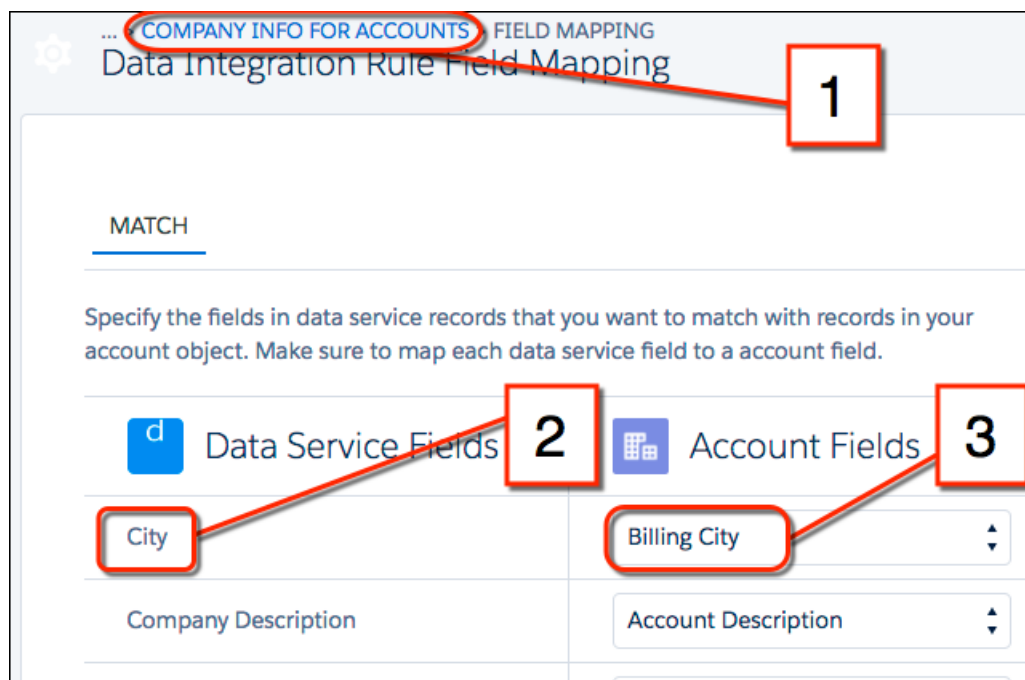 ... > COMPANY INFO FOR ACCOUNTS > FIELD MAPPING
Data Integration Rule Field Mapping
1
MATCH
Specify the fields in data service records that you want to match with records in your
account object. Make sure to map each data service field to a account field.
d Data Service Fields 2 Account Fields 3
City Billing City
Company Description Account Description